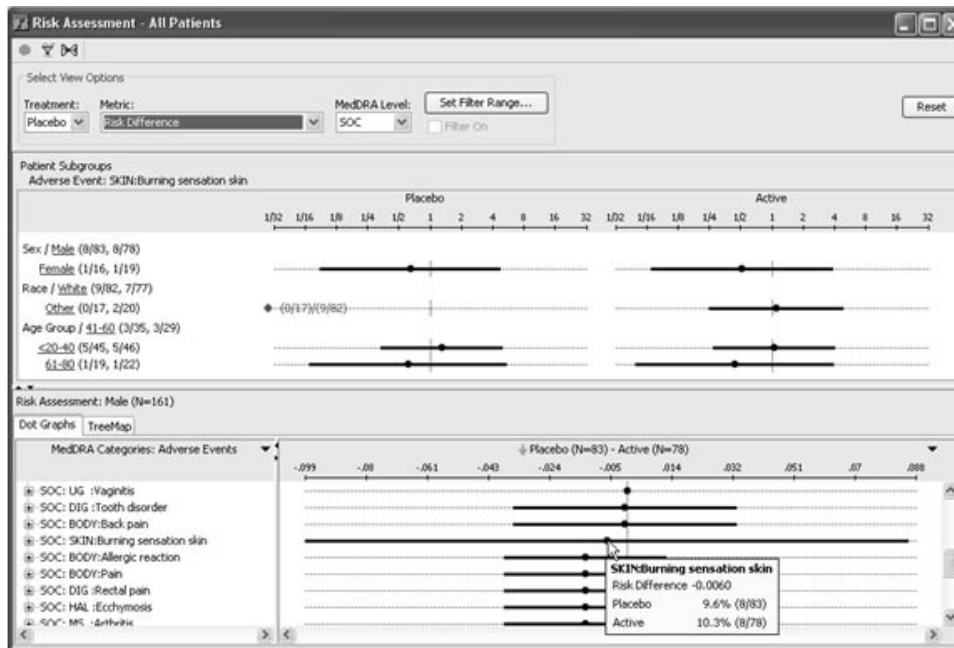 Risk Assessment - All Patients
Select View Options
Treatment: Metric: MedDRA Level: Set Filter Range...
Placebo Risk Difference SOC Filter On Reset
Patient Subgroups
Adverse Event: SKIN:Burning sensation skin
Placebo Active
1/32 1/16 1/8 1/4 1/2 1 2 4 8 16 32 1/32 1/16 1/8 1/4 1/2 1 2 4 8 16 32
Sex / Male (8/83, 8/78)
Female (1/16, 1/19)
Race / White (9/82, 7/77)
Other (0/17, 2/20) (0/17)/(9/82)
Age Group / 41-60 (3/35, 3/29)
<20-40 (5/45, 5/46)
61-80 (1/19, 1/22)
Risk Assessment: Male (N=161)
Dot Graphs TreeMap
MedDRA Categories: Adverse Events Placebo (N=83) - Active (N=78)
-.099 -.08 -.061 -.043 -.024 -.005 .014 .032 .051 .07 .088
SOC: UG :Vaginitis
SOC: DIG :Tooth disorder
SOC: BODY:Back pain
SOC: SKIN:Burning sensation skin
SOC: BODY:Allergic reaction SKIN:Burning sensation skin
SOC: BODY:Pain Risk Difference -0.0060
SOC: DIG :Rectal pain Placebo 9.6% (8/83)
SOC: HAL :Ecchymosis Active 10.3% (8/78)
SOC: MS :Arthritis